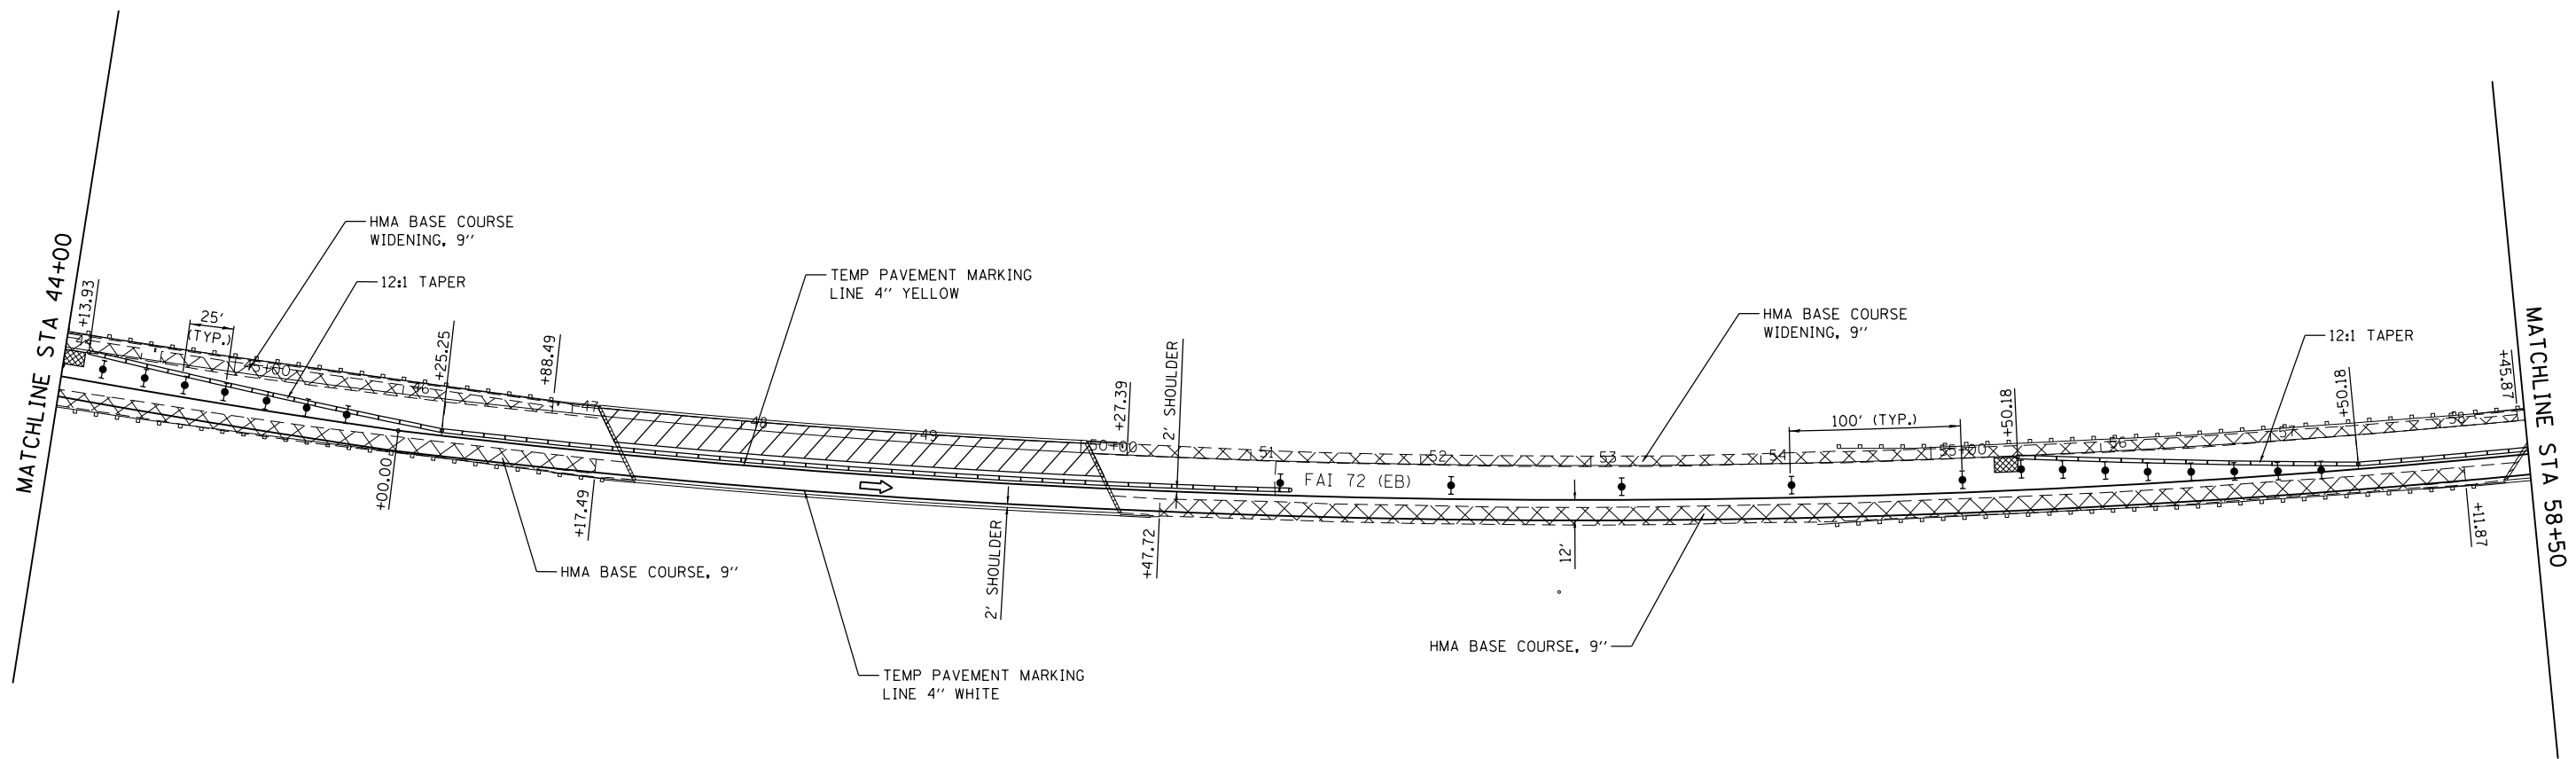 MATCHLINE STA 44+00
+13.93
25'
(TYP.)
HMA BASE COURSE
WIDENING, 9"
12:1 TAPER
+25.25
+88.49
45+00
46
47
48
49
50+00
51
52
53
54
55+00
56
57
58
+00.00
+17.49
HMA BASE COURSE, 9"
TEMP PAVEMENT MARKING
LINE 4" YELLOW
TEMP PAVEMENT MARKING
LINE 4" WHITE
2' SHOULDER
+27.39
2' SHOULDER
+47.72
FAI 72 (EB)
12'
HMA BASE COURSE
WIDENING, 9"
HMA BASE COURSE, 9"
100' (TYP.)
+50.18
+50.18
12:1 TAPER
+45.87
+11.87
MATCHLINE STA 58+50